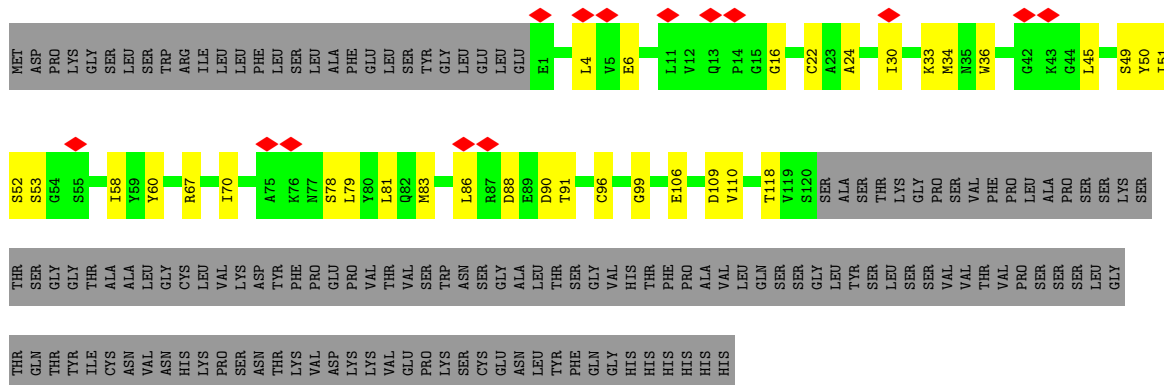 MET ASP PRO LYS GLY SER LEU SER TRP ARG ILE LEU LEU PHE LEU SER LEU ALA PHE GLU LEU SER TYR GLY LEU GLU LEU GLU E1 L4 V5 E6 L11 V12 Q13 P14 G15 G16 C22 A23 A24 I30 K33 M34 N35 W36 G42 K43 G44 L45 S49 Y50 I51
S52 S53 G54 S55 I58 Y59 Y60 R67 I70 A75 K76 N77 S78 L79 Y80 L81 Q82 M83 L86 R87 D88 E89 D90 T91 C96 G99 E106 D109 V110 T118 V119 S120 SER ALA SER THR LYS GLY PRO SER VAL PHE PRO LEU ALA PRO SER SER LYS SER
THR SER GLY GLY THR ALA ALA LEU GLY CYS LEU VAL LYS ASP TYR PHE PRO GLU PRO VAL THR VAL SER TRP ASN SER GLY ALA LEU THR SER GLY VAL HIS THR PHE PRO ALA VAL LEU GLN SER SER GLY LEU TYR SER LEU SER SER VAL VAL THR VAL PRO SER SER SER LEU GLY
THR GLN THR TYR ILE CYS ASN VAL ASN HIS LYS PRO SER ASN THR LYS VAL ASP LYS LYS VAL GLU PRO LYS SER CYS GLU ASN LEU TYR PHE GLN GLY HIS HIS HIS HIS HIS HIS